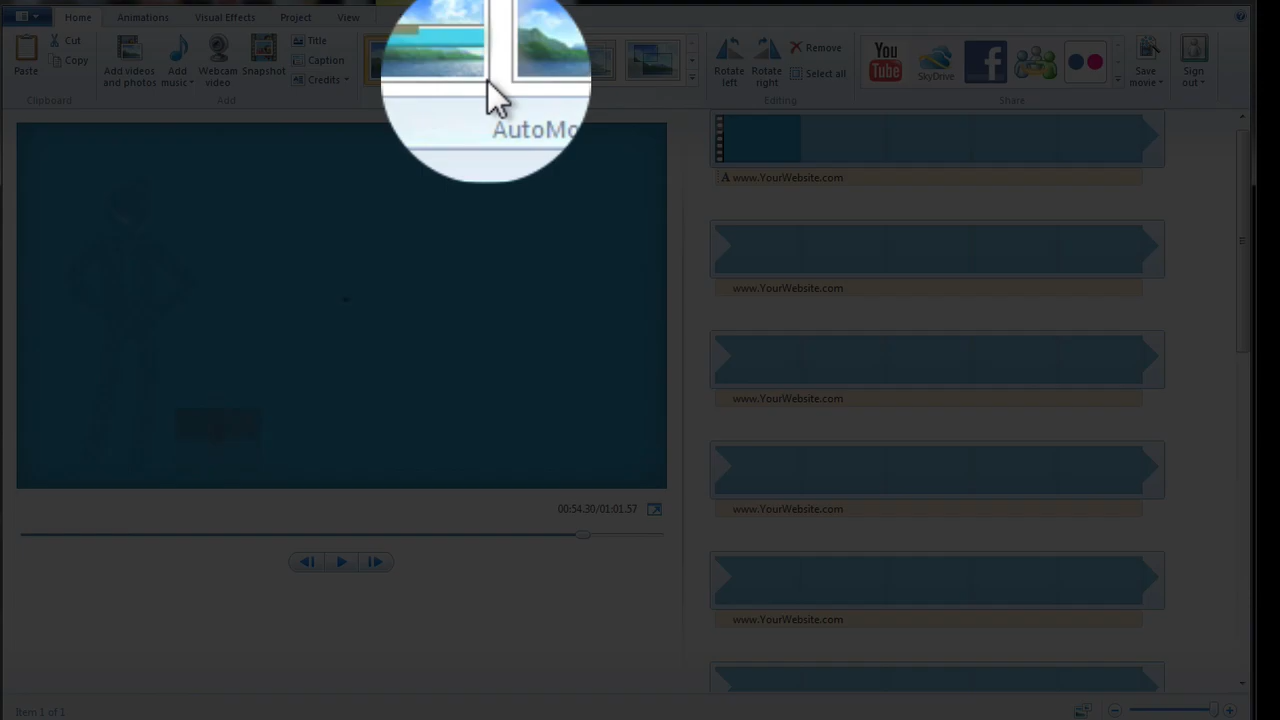 Home Animations Visual Effects Project View
Paste
Cut
Copy
Clipboard
Add videos
and photos
Add
music
Webcam
video
Snapshot
Title
Caption
Credits
Add
AutoMo
Rotate
left
Rotate
right
Remove
Select all
Editing
You
Tube
SkyDrive
f
Save
movie
Sign
out
Share
A www.YourWebsite.com
www.YourWebsite.com
www.YourWebsite.com
www.YourWebsite.com
www.YourWebsite.com
00:54.30/01:01.57
Item 1 of 1